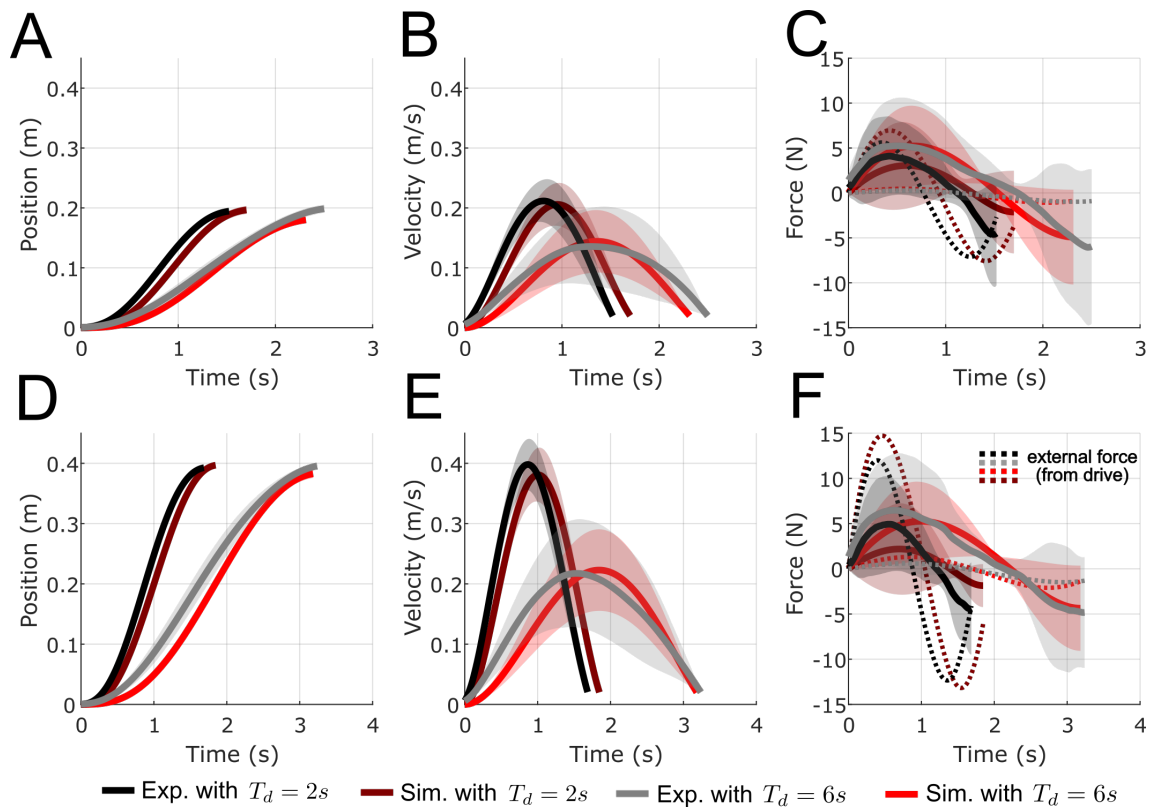 A
B
C
Position (m)
0.4
0.3
0.2
0.1
0
0
1
2
3
Time (s)
Velocity (m/s)
0.4
0.3
0.2
0.1
0
0
1
2
3
Time (s)
Force (N)
15
10
5
0
-5
-10
-15
0
1
2
3
Time (s)
D
E
F
Position (m)
0.4
0.3
0.2
0.1
0
0
1
2
3
4
Time (s)
Velocity (m/s)
0.4
0.3
0.2
0.1
0
0
1
2
3
4
Time (s)
Force (N)
15
10
5
0
-5
-10
-15
0
1
2
3
4
Time (s)
external force
(from drive)
Exp. with T_d = 2s
Sim. with T_d = 2s
Exp. with T_d = 6s
Sim. with T_d = 6s